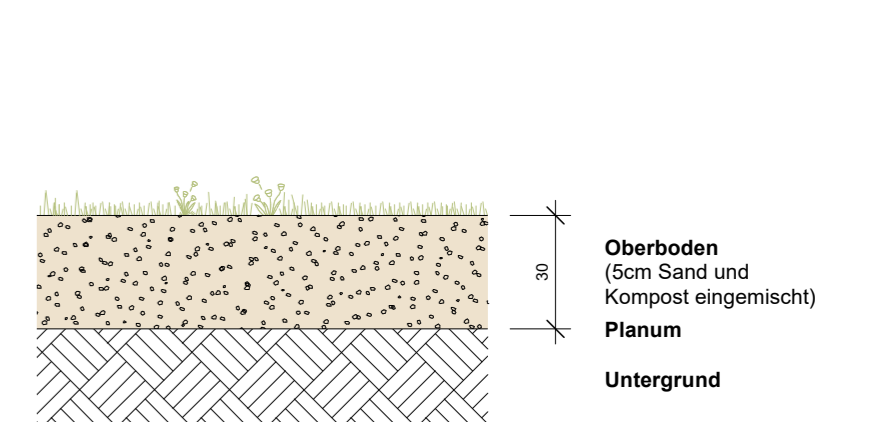 30
Oberboden
(5cm Sand und
Kompost eingemischt)
Planum
Untergrund